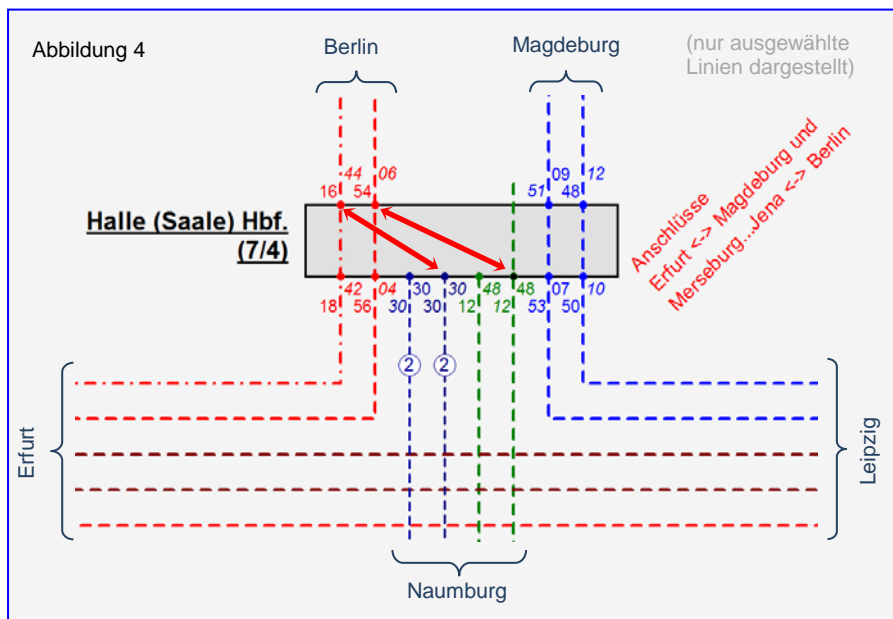 Abbildung 4
Berlin
Magdeburg
(nur ausgewählte
Linien dargestellt)
44 06 09 12
16 54 51 48
Halle (Saale) Hbf.
(7/4)
Anschlüsse
Erfurt <-> Magdeburg und
Merseburg...Jena <-> Berlin
42 04 30 30 48 48 07 10
18 56 30 30 12 12 53 50
2 2
Erfurt
Leipzig
Naumburg